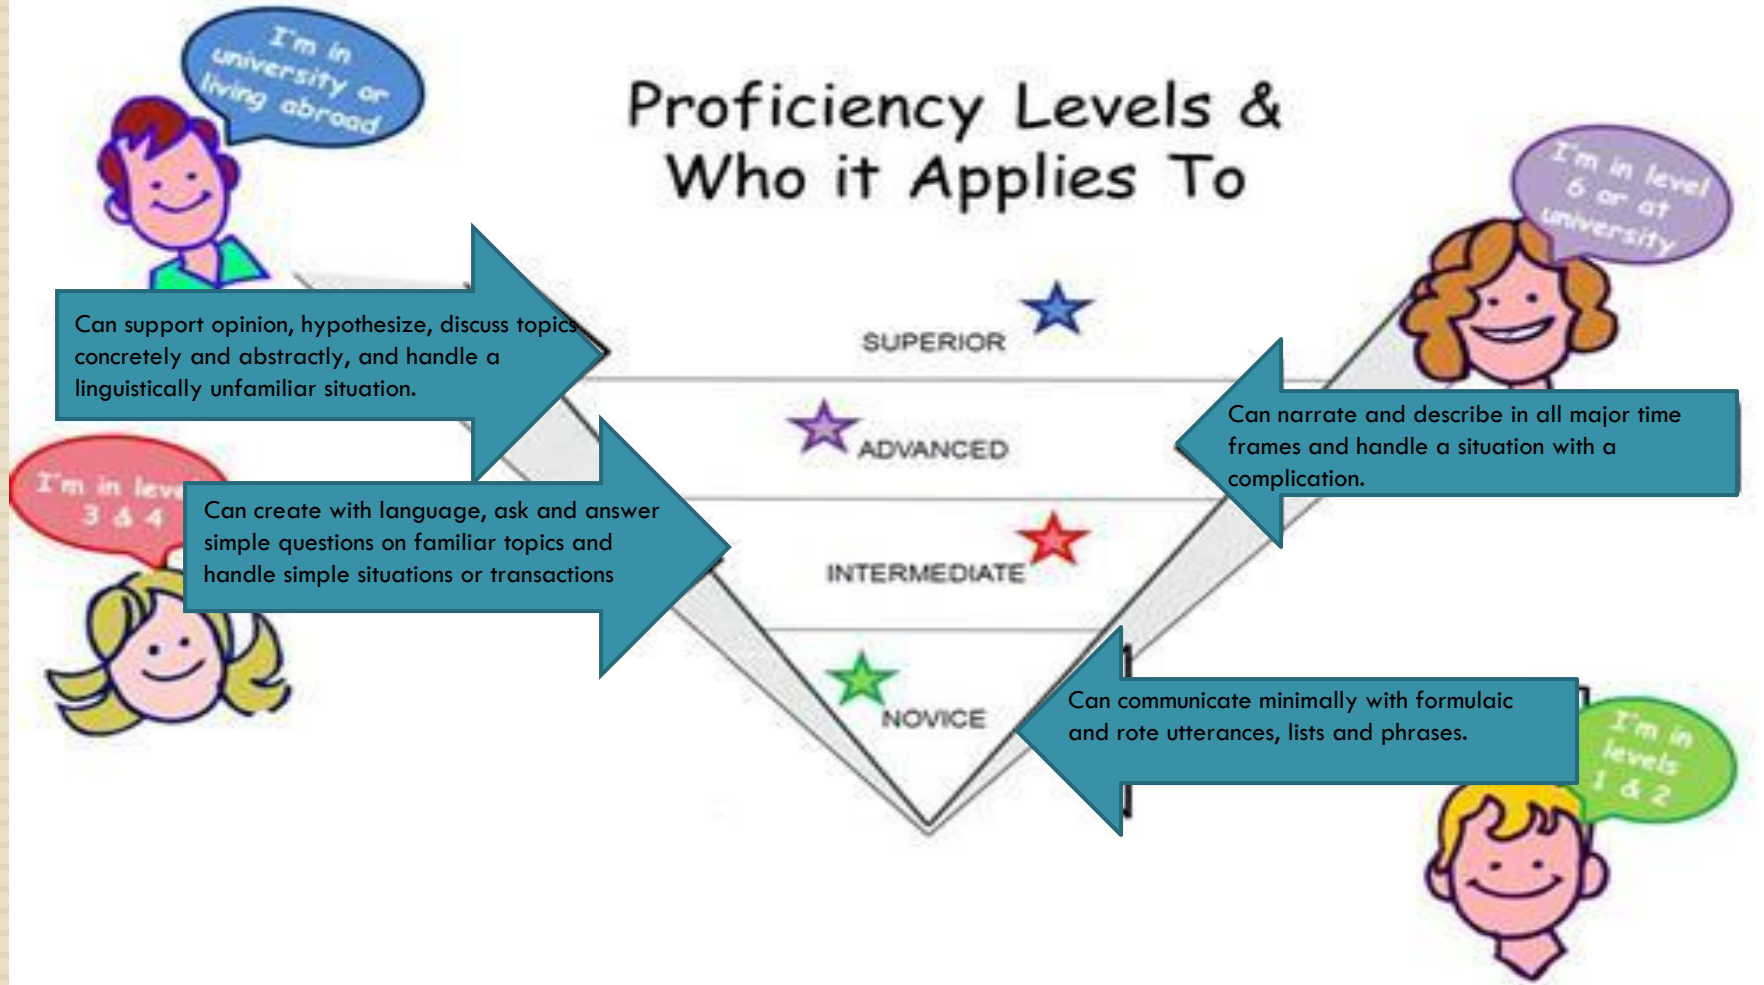 I'm in
university or
living abroad
Proficiency Levels &
Who it Applies To
I'm in level
6 or at
university
Can support opinion, hypothesize, discuss topics
concretely and abstractly, and handle a
linguistically unfamiliar situation.
SUPERIOR
ADVANCED
Can narrate and describe in all major time
frames and handle a situation with a
complication.
I'm in
3 & 4
Can create with language, ask and answer
simple questions on familiar topics and
handle simple situations or transactions
INTERMEDIATE
NOVICE
Can communicate minimally with formulaic
and rote utterances, lists and phrases.
I'm in
levels
1 & 2